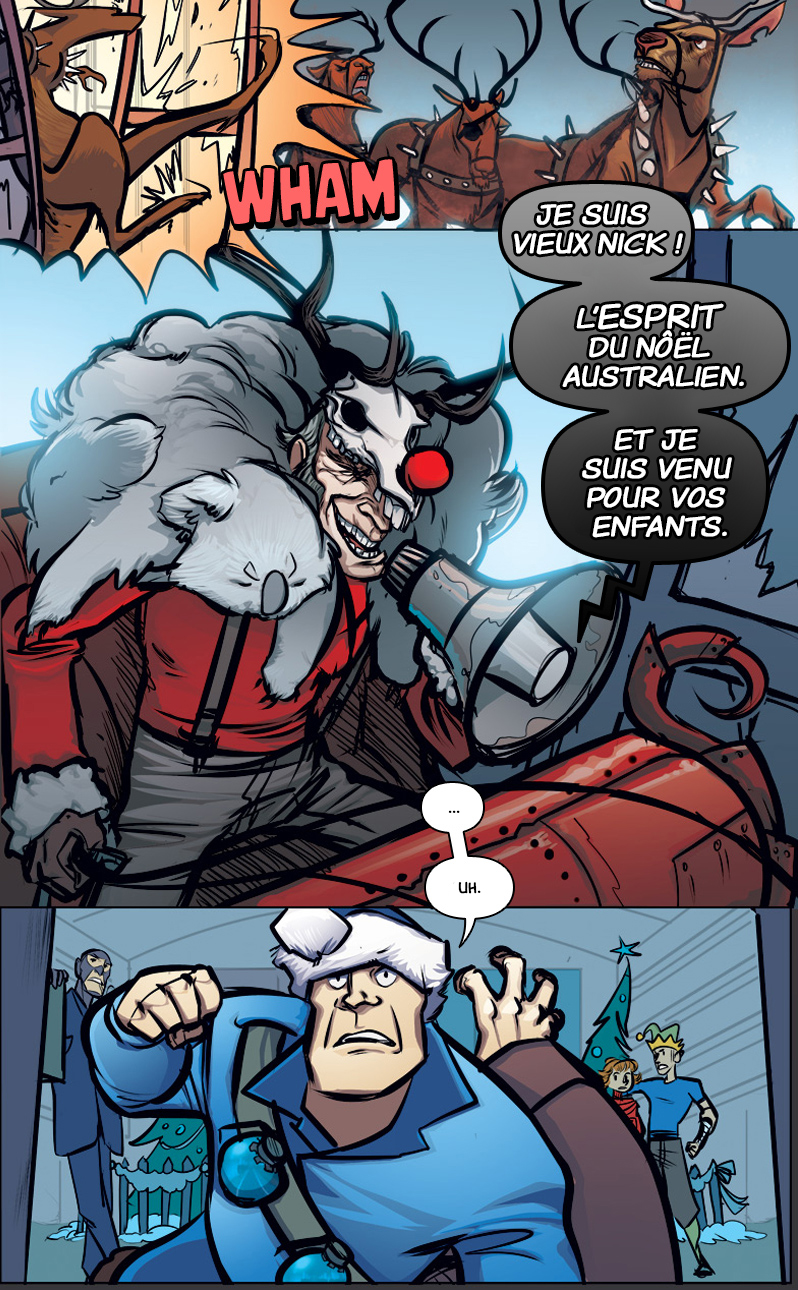 WHAM
JE SUIS
VIEUX NICK !
L'ESPRIT
DU NÔËL
AUSTRALIEN.
ET JE
SUIS VENU
POUR VOS
ENFANTS.
...
UH.